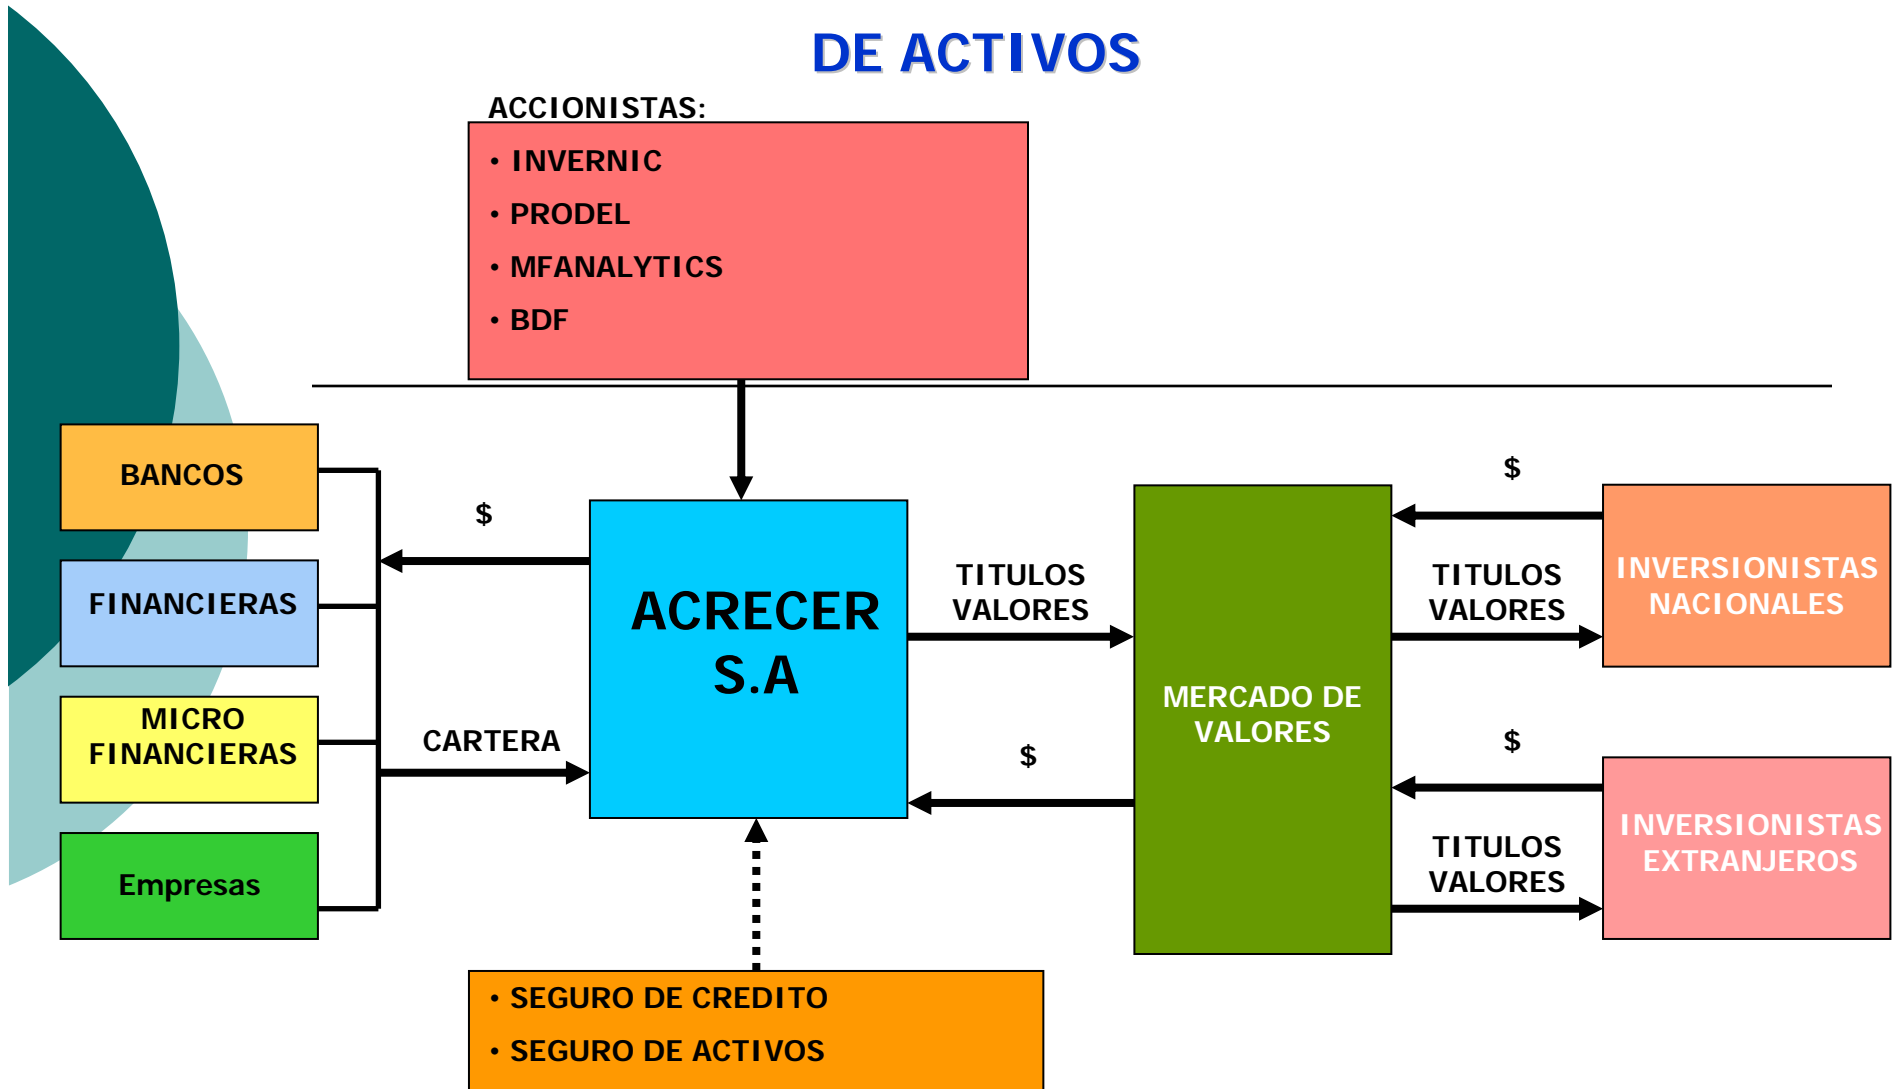 DE ACTIVOS
ACCIONISTAS:
• INVERNIC
• PRODEL
• MFANALYTICS
• BDF
BANCOS
FINANCIERAS
MICRO
FINANCIERAS
Empresas
$
CARTERA
ACRECER
S.A
TITULOS
VALORES
$
MERCADO DE
VALORES
$
TITULOS
VALORES
$
TITULOS
VALORES
INVERSIONISTAS
NACIONALES
INVERSIONISTAS
EXTRANJEROS
• SEGURO DE CREDITO
• SEGURO DE ACTIVOS